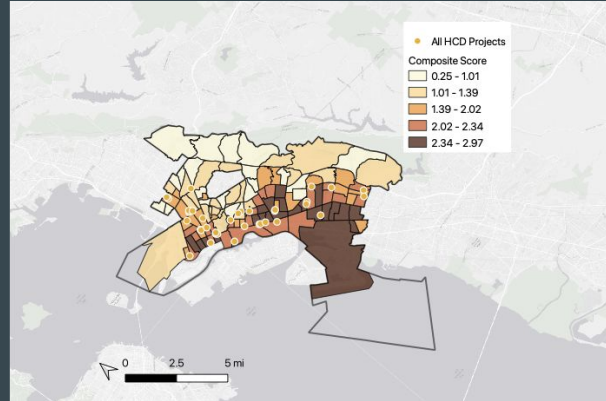 All HCD Projects
Composite Score
0.25 - 1.01
1.01 - 1.39
1.39 - 2.02
2.02 - 2.34
2.34 - 2.97
0 2.5 5 mi